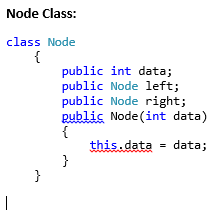 Node Class:
class Node
{
public int data;
public Node left;
public Node right;
public Node(int data)
{
this.data = data;
}
}